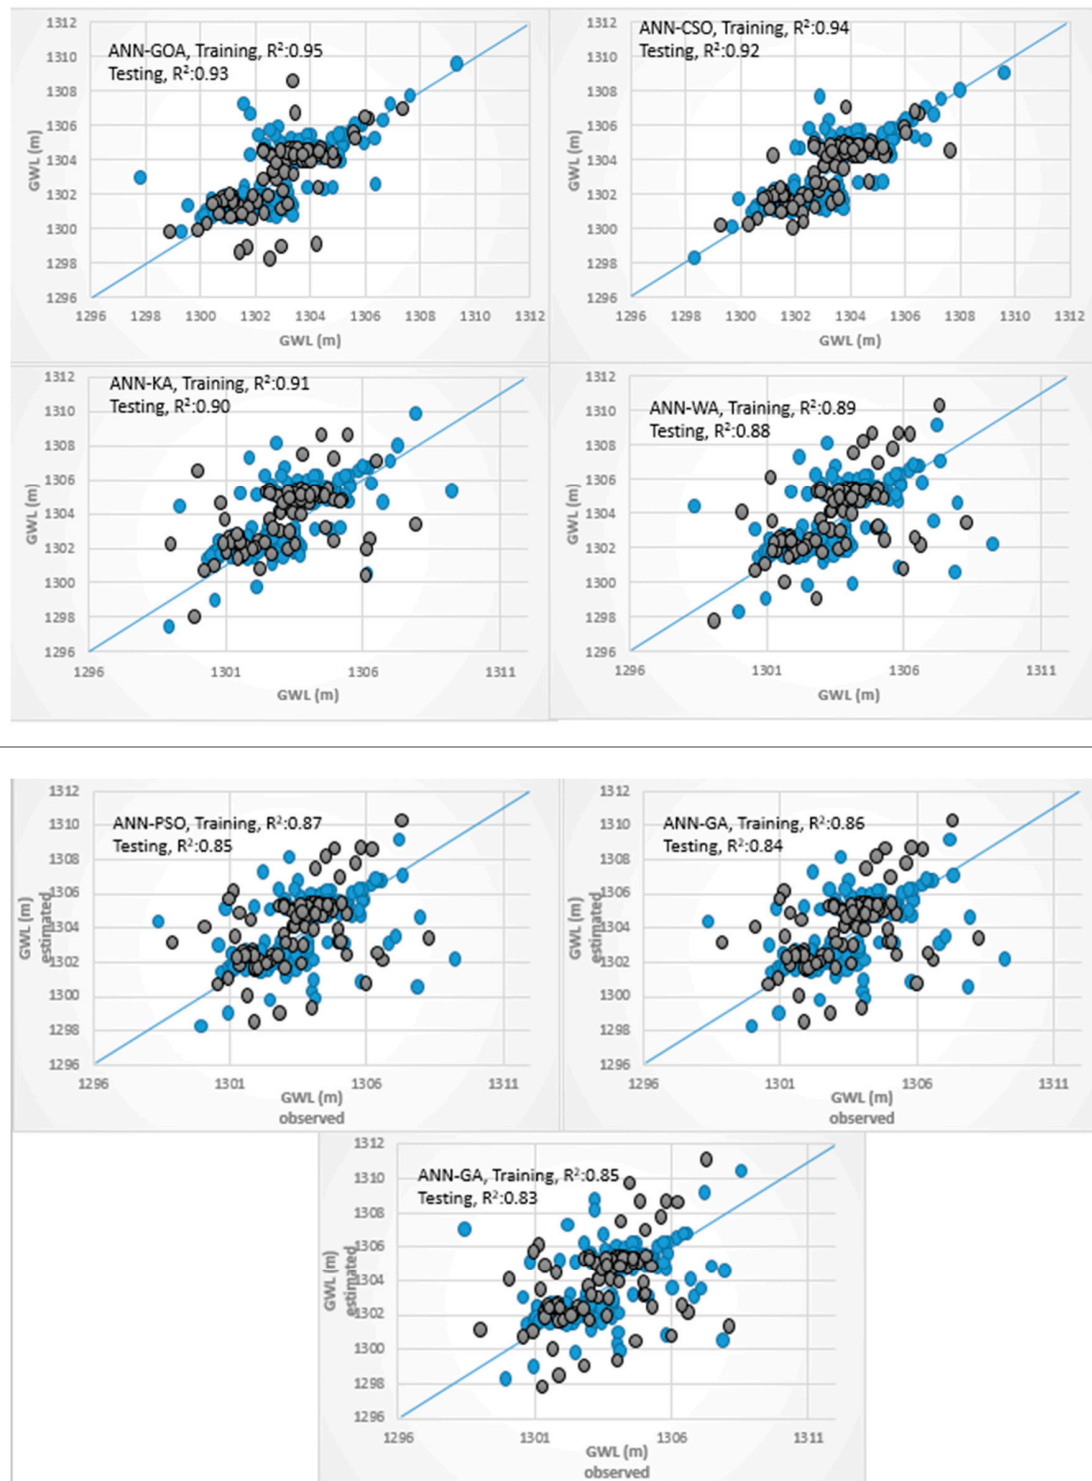 1312
1310
1308
1306
1304
1302
1300
1298
1296
GWL (m)
ANN-GOA, Training, R²:0.95
Testing, R²:0.93
1296 1298 1300 1302 1304 1306 1308 1310 1312
GWL (m)
1312
1310
1308
1306
1304
1302
1300
1298
1296
GWL (m)
ANN-CSO, Training, R²:0.94
Testing, R²:0.92
1296 1298 1300 1302 1304 1306 1308 1310 1312
GWL (m)
1312
1310
1308
1306
1304
1302
1300
1298
1296
GWL (m)
ANN-KA, Training, R²:0.91
Testing, R²:0.90
1296 1301 1306 1311
GWL (m)
1312
1310
1308
1306
1304
1302
1300
1298
1296
GWL (m)
ANN-WA, Training, R²:0.89
Testing, R²:0.88
1296 1301 1306 1311
GWL (m)
1312
1310
1308
1306
1304
1302
1300
1298
1296
GWL (m)
estimated
ANN-PSO, Training, R²:0.87
Testing, R²:0.85
1296 1301 1306 1311
GWL (m)
observed
1312
1310
1308
1306
1304
1302
1300
1298
1296
GWL (m)
estimated
ANN-GA, Training, R²:0.86
Testing, R²:0.84
1296 1301 1306 1311
GWL (m)
observed
1312
1310
1308
1306
1304
1302
1300
1298
1296
GWL (m)
estimated
ANN-GA, Training, R²:0.85
Testing, R²:0.83
1296 1301 1306 1311
GWL (m)
observed